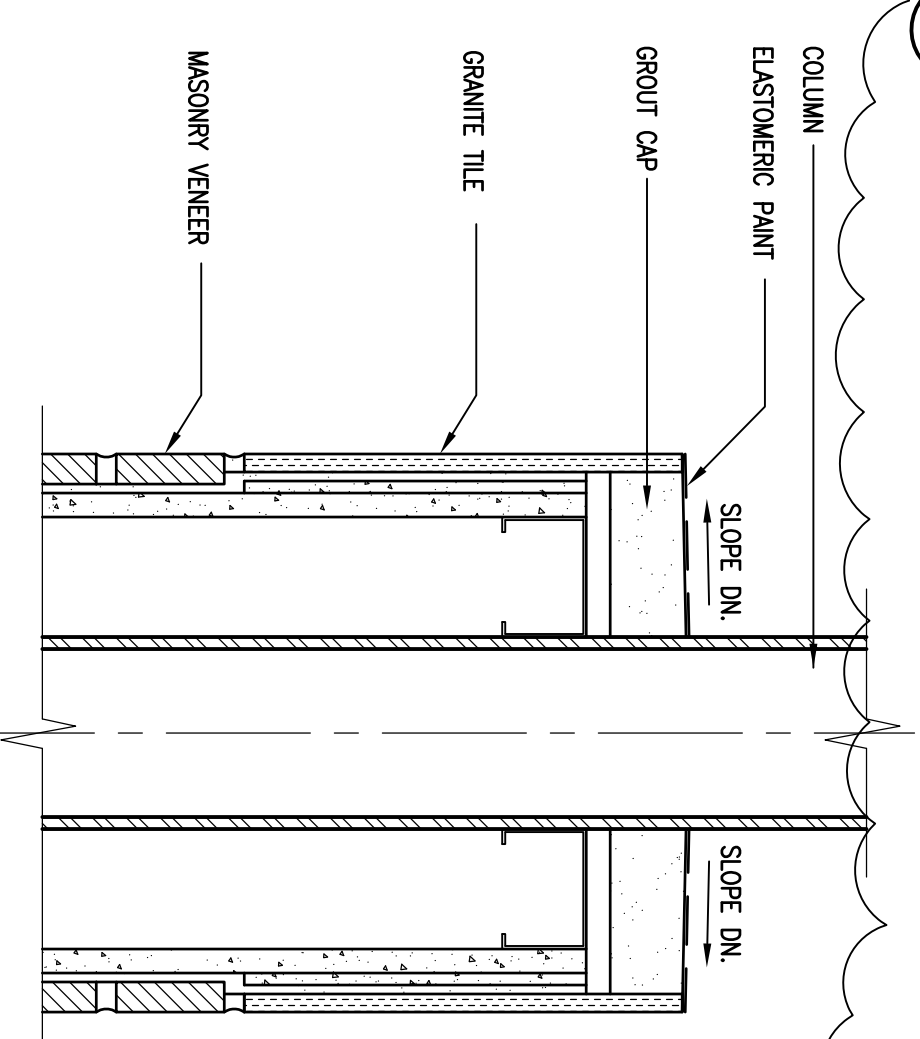 COLUMN
ELASTOMERIC PAINT
GROUT CAP
GRANITE TILE
MASONRY VENEER
SLOPE DN.
SLOPE DN.